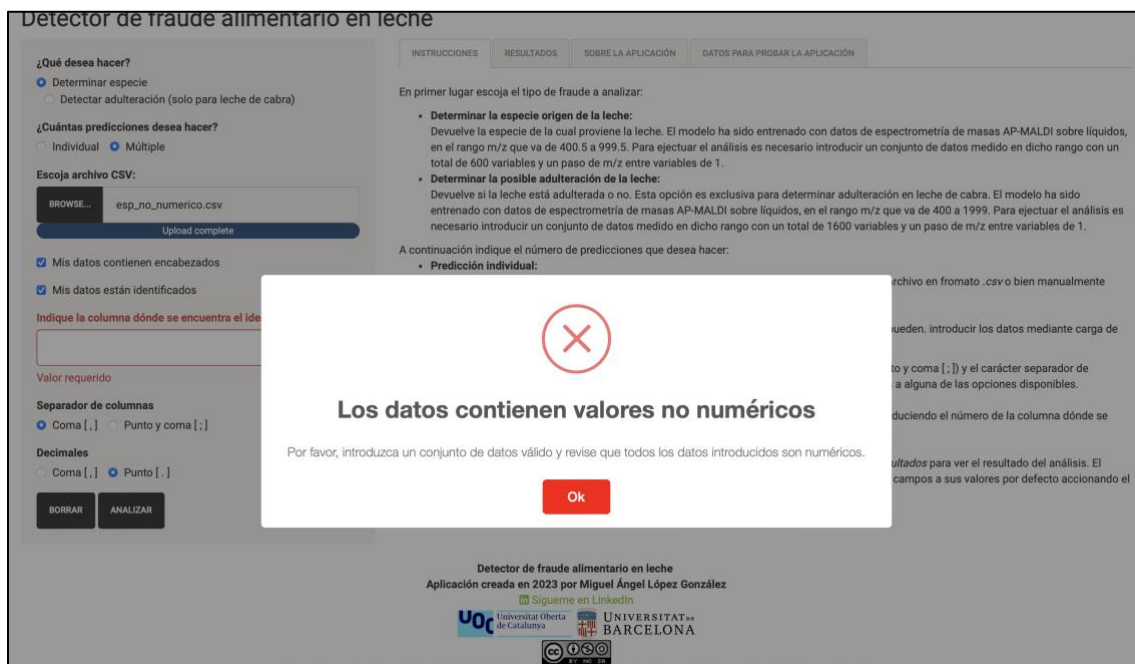 Detector de fraude alimentario en leche
¿Qué desea hacer?
Determinar especie
Detectar adulteración (solo para leche de cabra)
¿Cuántas predicciones desea hacer?
Individual Múltiple
Escoja archivo CSV:
BROWSE... esp_no_numerico.csv
Upload complete
Mis datos contienen encabezados
Mis datos están identificados
Indique la columna dónde se encuentra el ide
Valor requerido
Separador de columnas
Coma [ , ] Punto y coma [ ; ]
Decimales
Coma [ , ] Punto [ . ]
BORRAR ANALIZAR
INSTRUCCIONES RESULTADOS SOBRE LA APLICACIÓN DATOS PARA PROBAR LA APLICACIÓN
En primer lugar escoja el tipo de fraude a analizar:
• Determinar la especie origen de la leche:
Devuelve la especie de la cual proviene la leche. El modelo ha sido entrenado con datos de espectrometría de masas AP-MALDI sobre líquidos,
en el rango m/z que va de 400.5 a 999.5. Para ejectuar el análisis es necesario introducir un conjunto de datos medido en dicho rango con un
total de 600 variables y un paso de m/z entre variables de 1.
• Determinar la posible adulteración de la leche:
Devuelve si la leche está adulterada o no. Esta opción es exclusiva para determinar adulteración en leche de cabra. El modelo ha sido
entrenado con datos de espectrometría de masas AP-MALDI sobre líquidos, en el rango m/z que va de 400 a 1999. Para ejectuar el análisis es
necesario introducir un conjunto de datos medido en dicho rango con un total de 1600 variables y un paso de m/z entre variables de 1.
A continuación indique el número de predicciones que desea hacer:
• Predicción individual:
rchivo en fromato .csv o bien manualmente
ueden. introducir los datos mediante carga de
to y coma [ ; ]) y el carácter separador de
a alguna de las opciones disponibles.
duciendo el número de la columna dónde se
ultados para ver el resultado del análisis. El
campos a sus valores por defecto accionando el
Los datos contienen valores no numéricos
Por favor, introduzca un conjunto de datos válido y revise que todos los datos introducidos son numéricos.
Ok
Detector de fraude alimentario en leche
Aplicación creada en 2023 por Miguel Ángel López González
in Sígueme en LinkedIn
UOC Universitat Oberta
de Catalunya
UNIVERSITAT DE
BARCELONA
cc BY NC SA